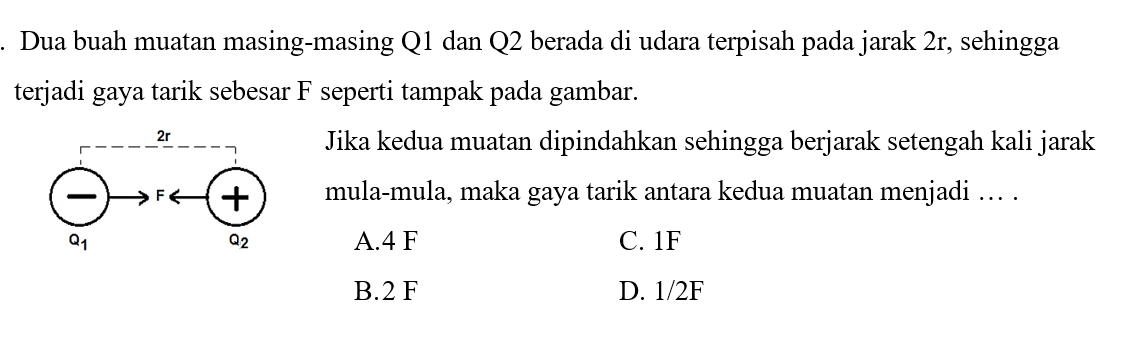 . Dua buah muatan masing-masing Q1 dan Q2 berada di udara terpisah pada jarak 2r, sehingga
terjadi gaya tarik sebesar F seperti tampak pada gambar.
2r
F
Q1
Q2
Jika kedua muatan dipindahkan sehingga berjarak setengah kali jarak
mula-mula, maka gaya tarik antara kedua muatan menjadi ... .
A.4 F
C. 1F
B.2 F
D. 1/2F